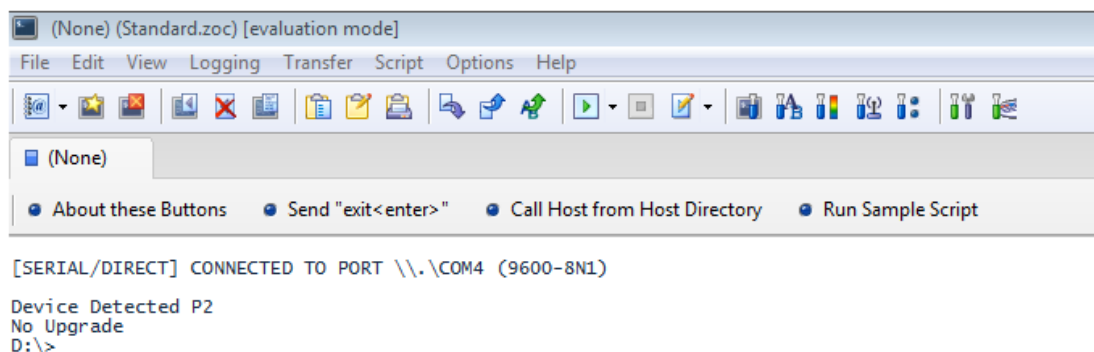 (None) (Standard.zoc) [evaluation mode]
File Edit View Logging Transfer Script Options Help
(None)
About these Buttons Send "exit<enter>" Call Host from Host Directory Run Sample Script
[SERIAL/DIRECT] CONNECTED TO PORT \\.\COM4 (9600-8N1)
Device Detected P2
No Upgrade
D:\>